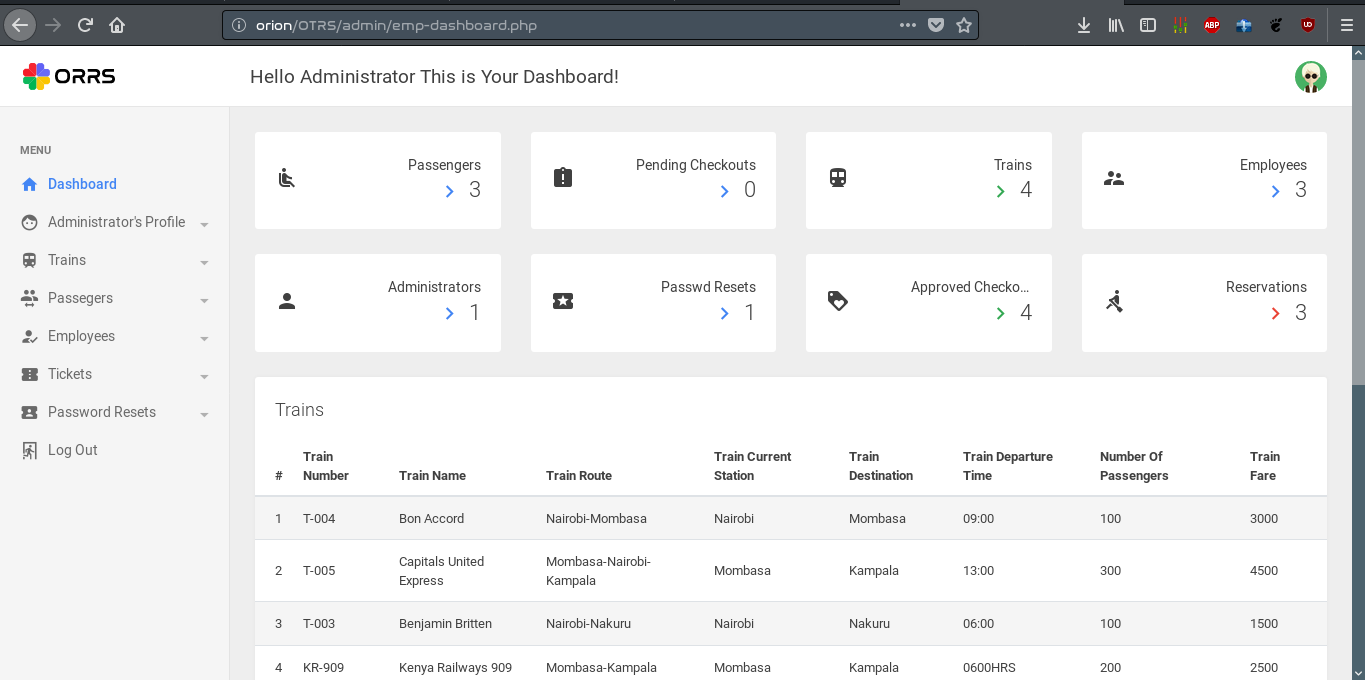 orion/OTRS/admin/emp-dashboard.php
ABP
UD
ORRS
Hello Administrator This is Your Dashboard!
MENU
Dashboard
Administrator's Profile
Trains
Passegers
Employees
Tickets
Password Resets
Log Out
Passengers
3
Pending Checkouts
0
Trains
4
Employees
3
Administrators
1
Passwd Resets
1
Approved Checko...
4
Reservations
3
Trains
# Train Number Train Name Train Route Train Current Station Train Destination Train Departure Time Number Of Passengers Train Fare
1 T-004 Bon Accord Nairobi-Mombasa Nairobi Mombasa 09:00 100 3000
2 T-005 Capitals United Express Mombasa-Nairobi-Kampala Mombasa Kampala 13:00 300 4500
3 T-003 Benjamin Britten Nairobi-Nakuru Nairobi Nakuru 06:00 100 1500
4 KR-909 Kenya Railways 909 Mombasa-Kampala Mombasa Kampala 0600HRS 200 2500